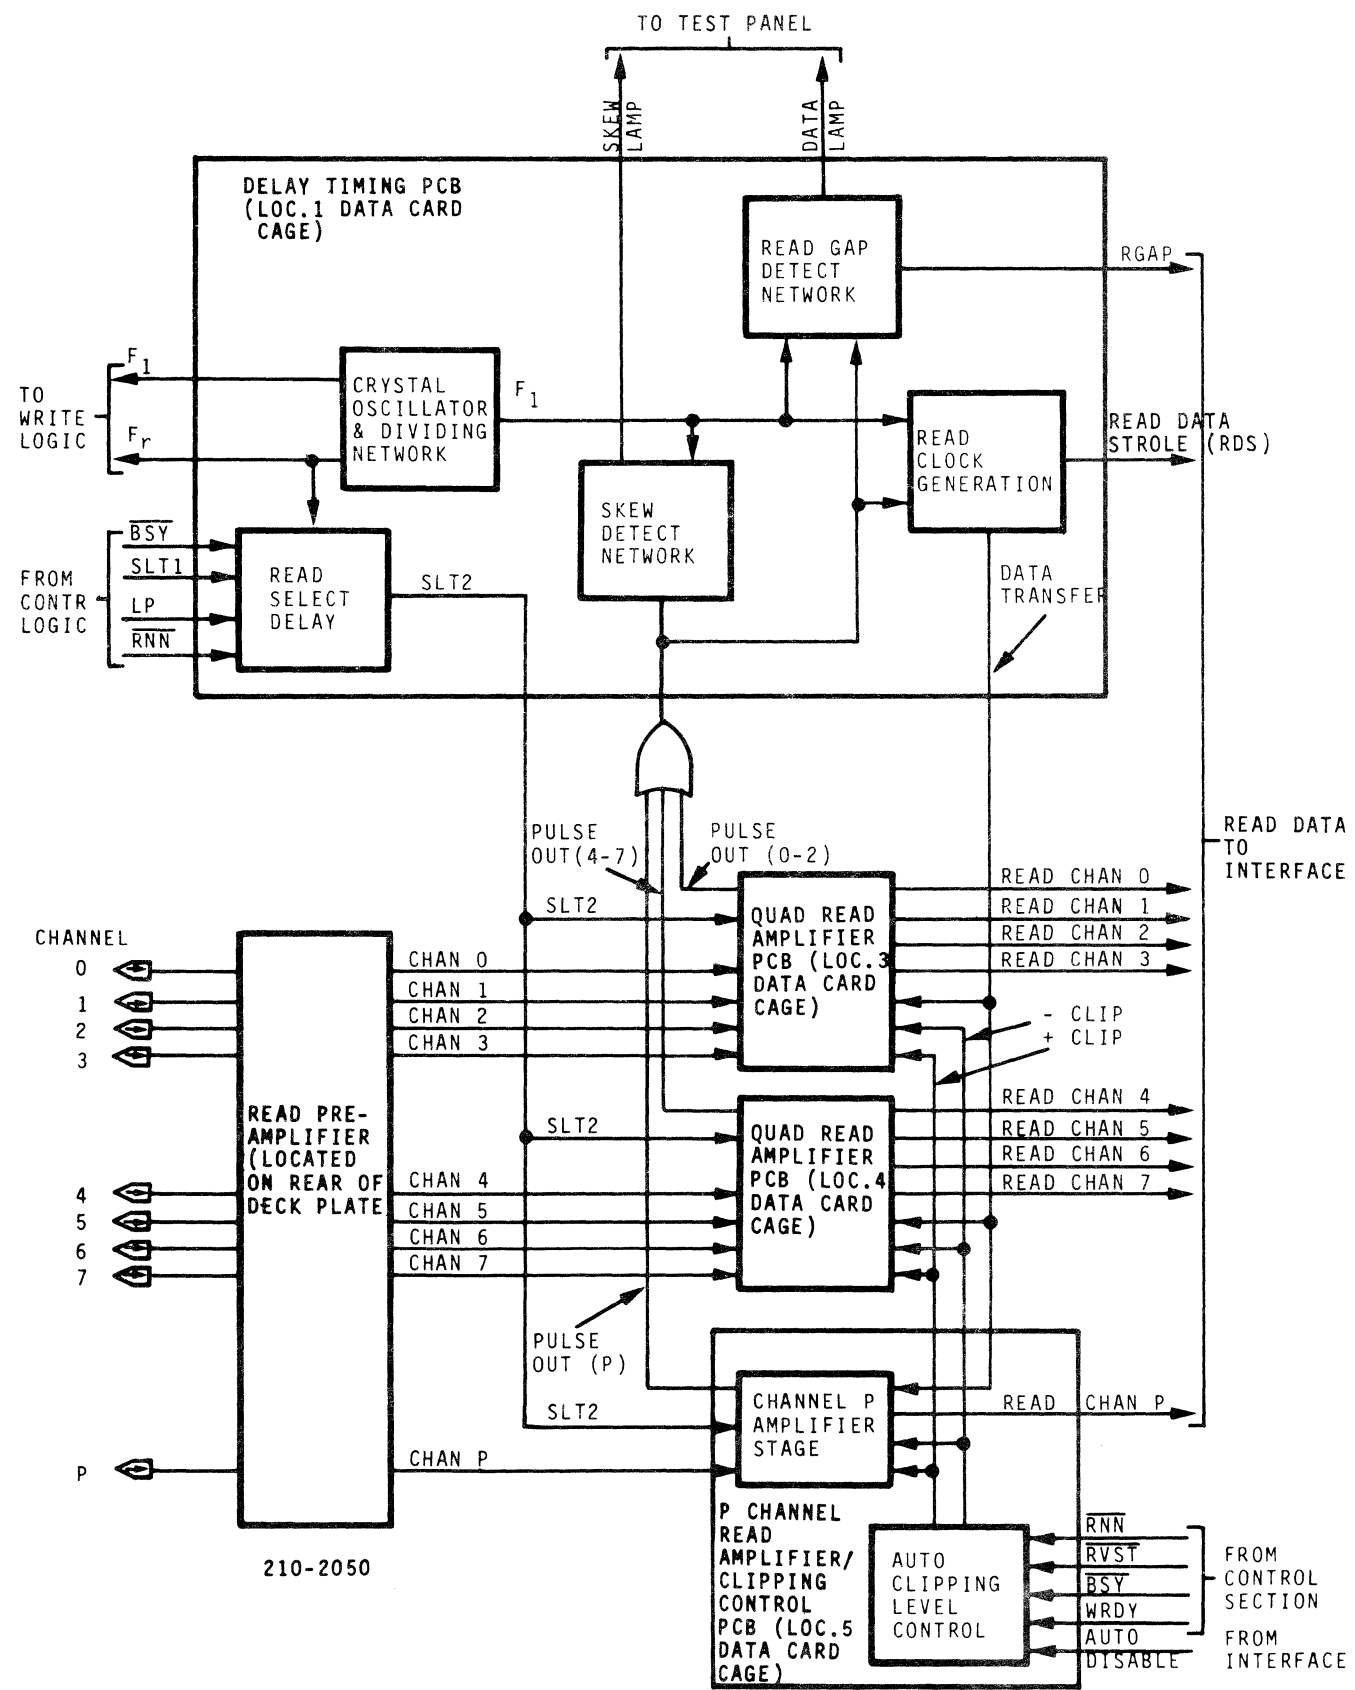 TO TEST PANEL
SKEW
LAMP
DATA
LAMP
DELAY TIMING PCB
(LOC.1 DATA CARD
CAGE)
READ GAP
DETECT
NETWORK
RGAP
F1
TO
WRITE
LOGIC
Fr
CRYSTAL
OSCILLATOR
& DIVIDING
NETWORK
F1
READ
CLOCK
GENERATION
READ DATA
STROLE (RDS)
SKEW
DETECT
NETWORK
BSY
SLT1
LP
RNN
FROM
CONTR
LOGIC
READ
SELECT
DELAY
SLT2
DATA
TRANSFER
PULSE
OUT(4-7)
PULSE
OUT (0-2)
READ DATA
TO
INTERFACE
SLT2
QUAD READ
AMPLIFIER
PCB (LOC.3
DATA CARD
CAGE)
READ CHAN 0
READ CHAN 1
READ CHAN 2
READ CHAN 3
CHANNEL
0
1
2
3
CHAN 0
CHAN 1
CHAN 2
CHAN 3
- CLIP
+ CLIP
READ PRE-
AMPLIFIER
(LOCATED
ON REAR OF
DECK PLATE
SLT2
QUAD READ
AMPLIFIER
PCB (LOC.4
DATA CARD
CAGE)
READ CHAN 4
READ CHAN 5
READ CHAN 6
READ CHAN 7
4
5
6
7
CHAN 4
CHAN 5
CHAN 6
CHAN 7
PULSE
OUT (P)
SLT2
CHANNEL P
AMPLIFIER
STAGE
READ CHAN P
P
CHAN P
210-2050
P CHANNEL
READ
AMPLIFIER/
CLIPPING
CONTROL
PCB (LOC.5
DATA CARD
CAGE)
AUTO
CLIPPING
LEVEL
CONTROL
RNN
RVST
BSY
WRDY
AUTO
DISABLE
FROM
CONTROL
SECTION
FROM
INTERFACE